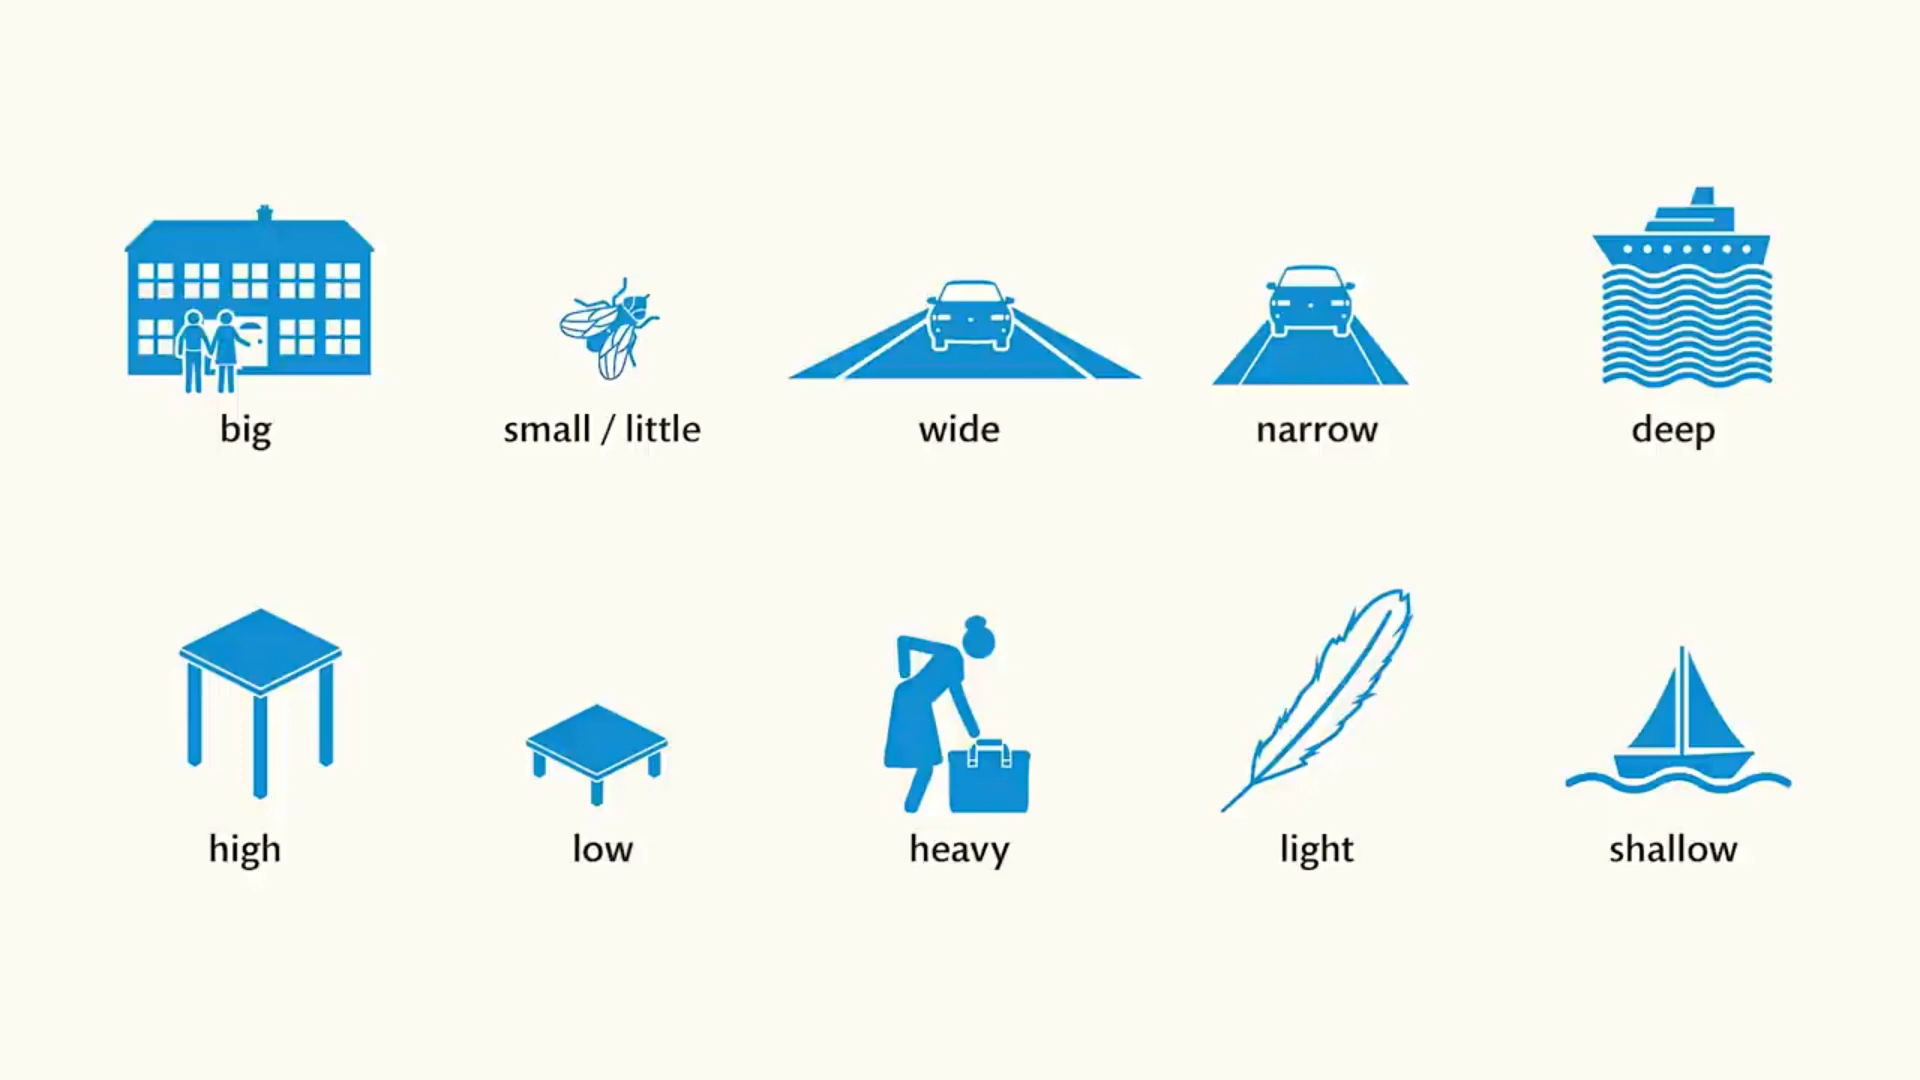 big
small / little
wide
narrow
deep
high
low
heavy
light
shallow